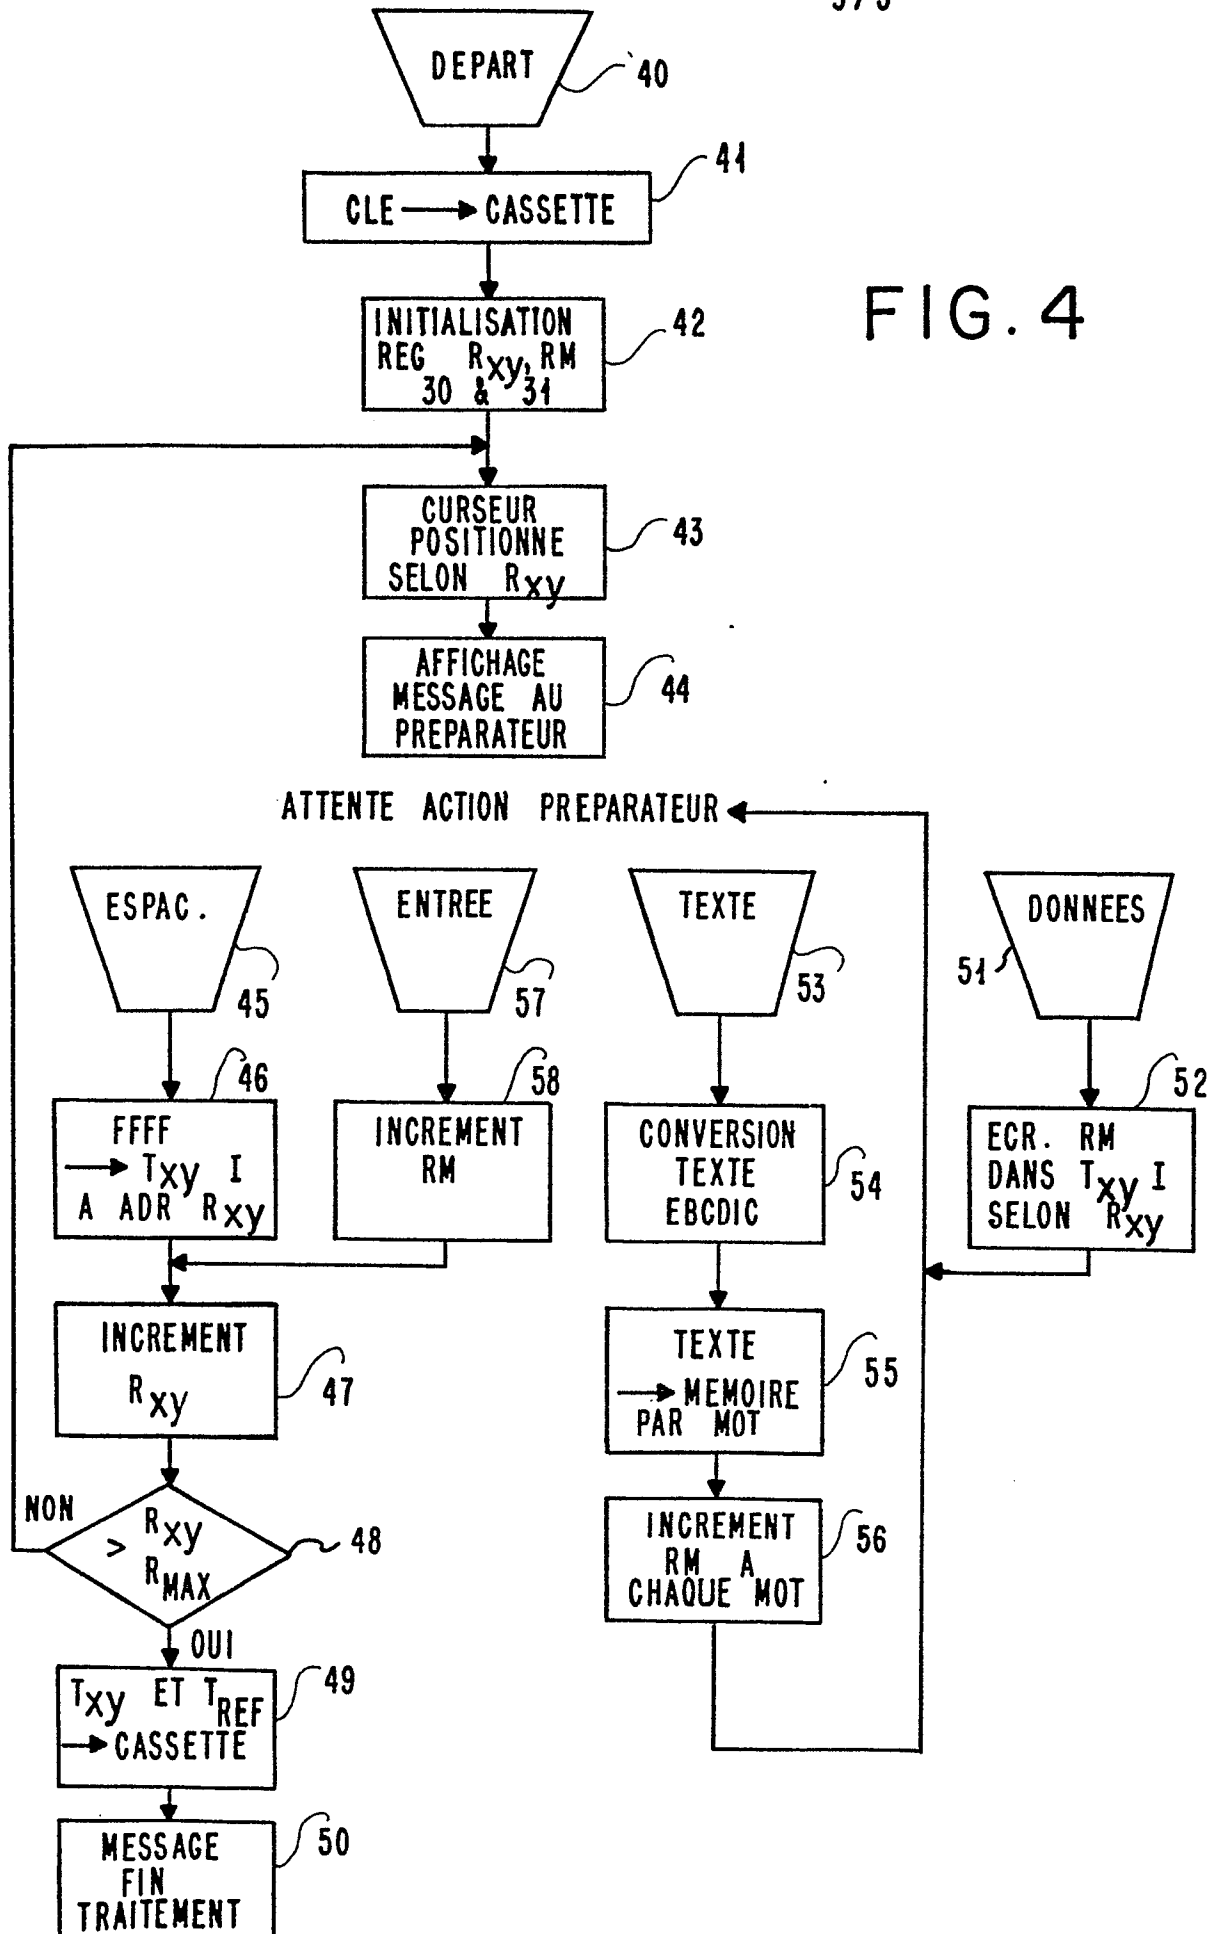 DEPART
40
CLE → CASSETTE
41
FIG. 4
INITIALISATION
REG Rxy, RM
30 & 31
42
CURSEUR
POSITIONNE
SELON Rxy
43
AFFICHAGE
MESSAGE AU
PREPARATEUR
44
ATTENTE ACTION PREPARATEUR
ESPAC.
45
ENTREE
57
TEXTE
53
DONNEES
51
46
FFFF
→ Txy I
A ADR Rxy
58
INCREMENT
RM
CONVERSION
TEXTE
EBCDIC
54
52
ECR. RM
DANS Txy I
SELON Rxy
INCREMENT
Rxy
47
TEXTE
→ MEMOIRE
PAR MOT
55
NON
Rxy
>
RMAX
48
INCREMENT
RM A
CHAQUE MOT
56
OUI
Txy ET TREF
→ CASSETTE
49
MESSAGE
FIN
TRAITEMENT
50